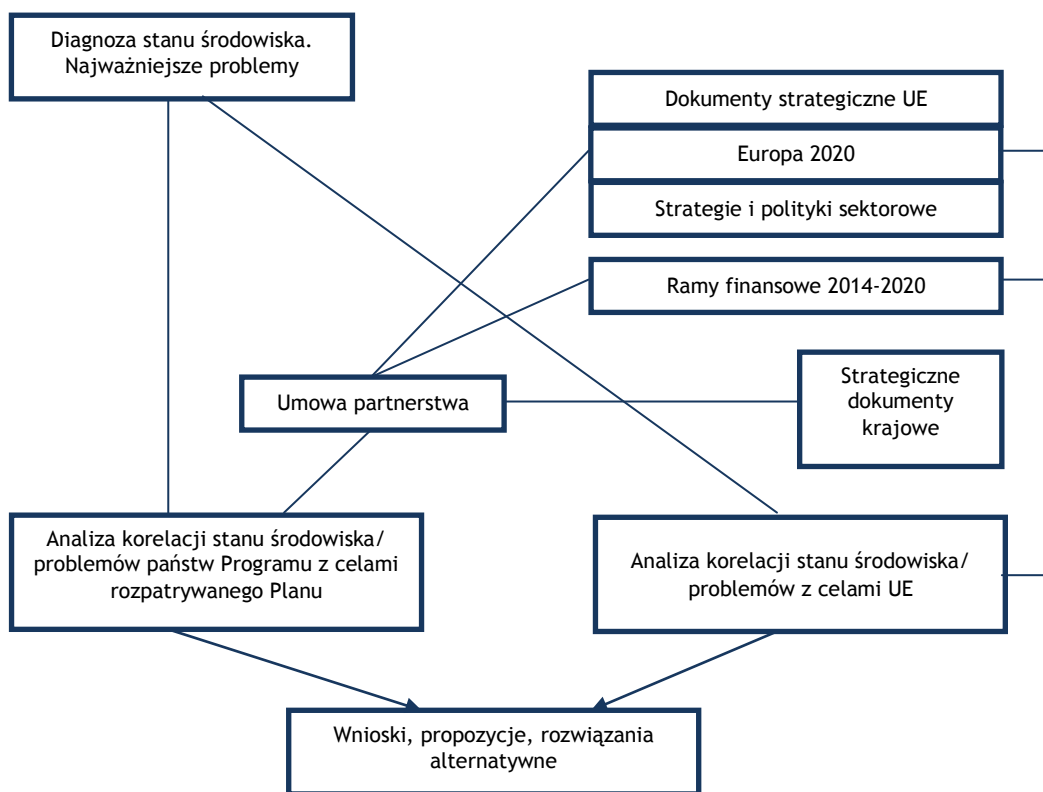 Diagnoza stanu środowiska.
Najważniejsze problemy
Dokumenty strategiczne UE
Europa 2020
Strategie i polityki sektorowe
Ramy finansowe 2014-2020
Strategiczne
dokumenty
krajowe
Umowa partnerstwa
Analiza korelacji stanu środowiska/
problemów państw Programu z celami
rozpatrywanego Planu
Analiza korelacji stanu środowiska/
problemów z celami UE
Wnioski, propozycje, rozwiązania
alternatywne